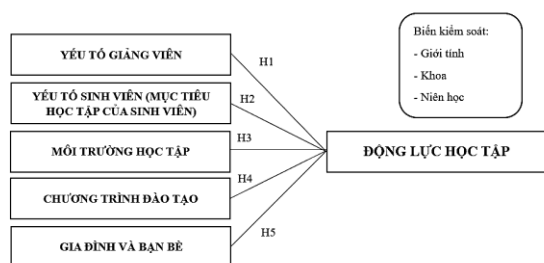 YẾU TỐ GIẢNG VIÊN
YẾU TỐ SINH VIÊN (MỤC TIÊU
HỌC TẬP CỦA SINH VIÊN)
MÔI TRƯỜNG HỌC TẬP
CHƯƠNG TRÌNH ĐÀO TẠO
GIA ĐÌNH VÀ BẠN BÈ
H1
H2
H3
H4
H5
ĐỘNG LỰC HỌC TẬP
Biến kiểm soát:
- Giới tính
- Khoa
- Niên học